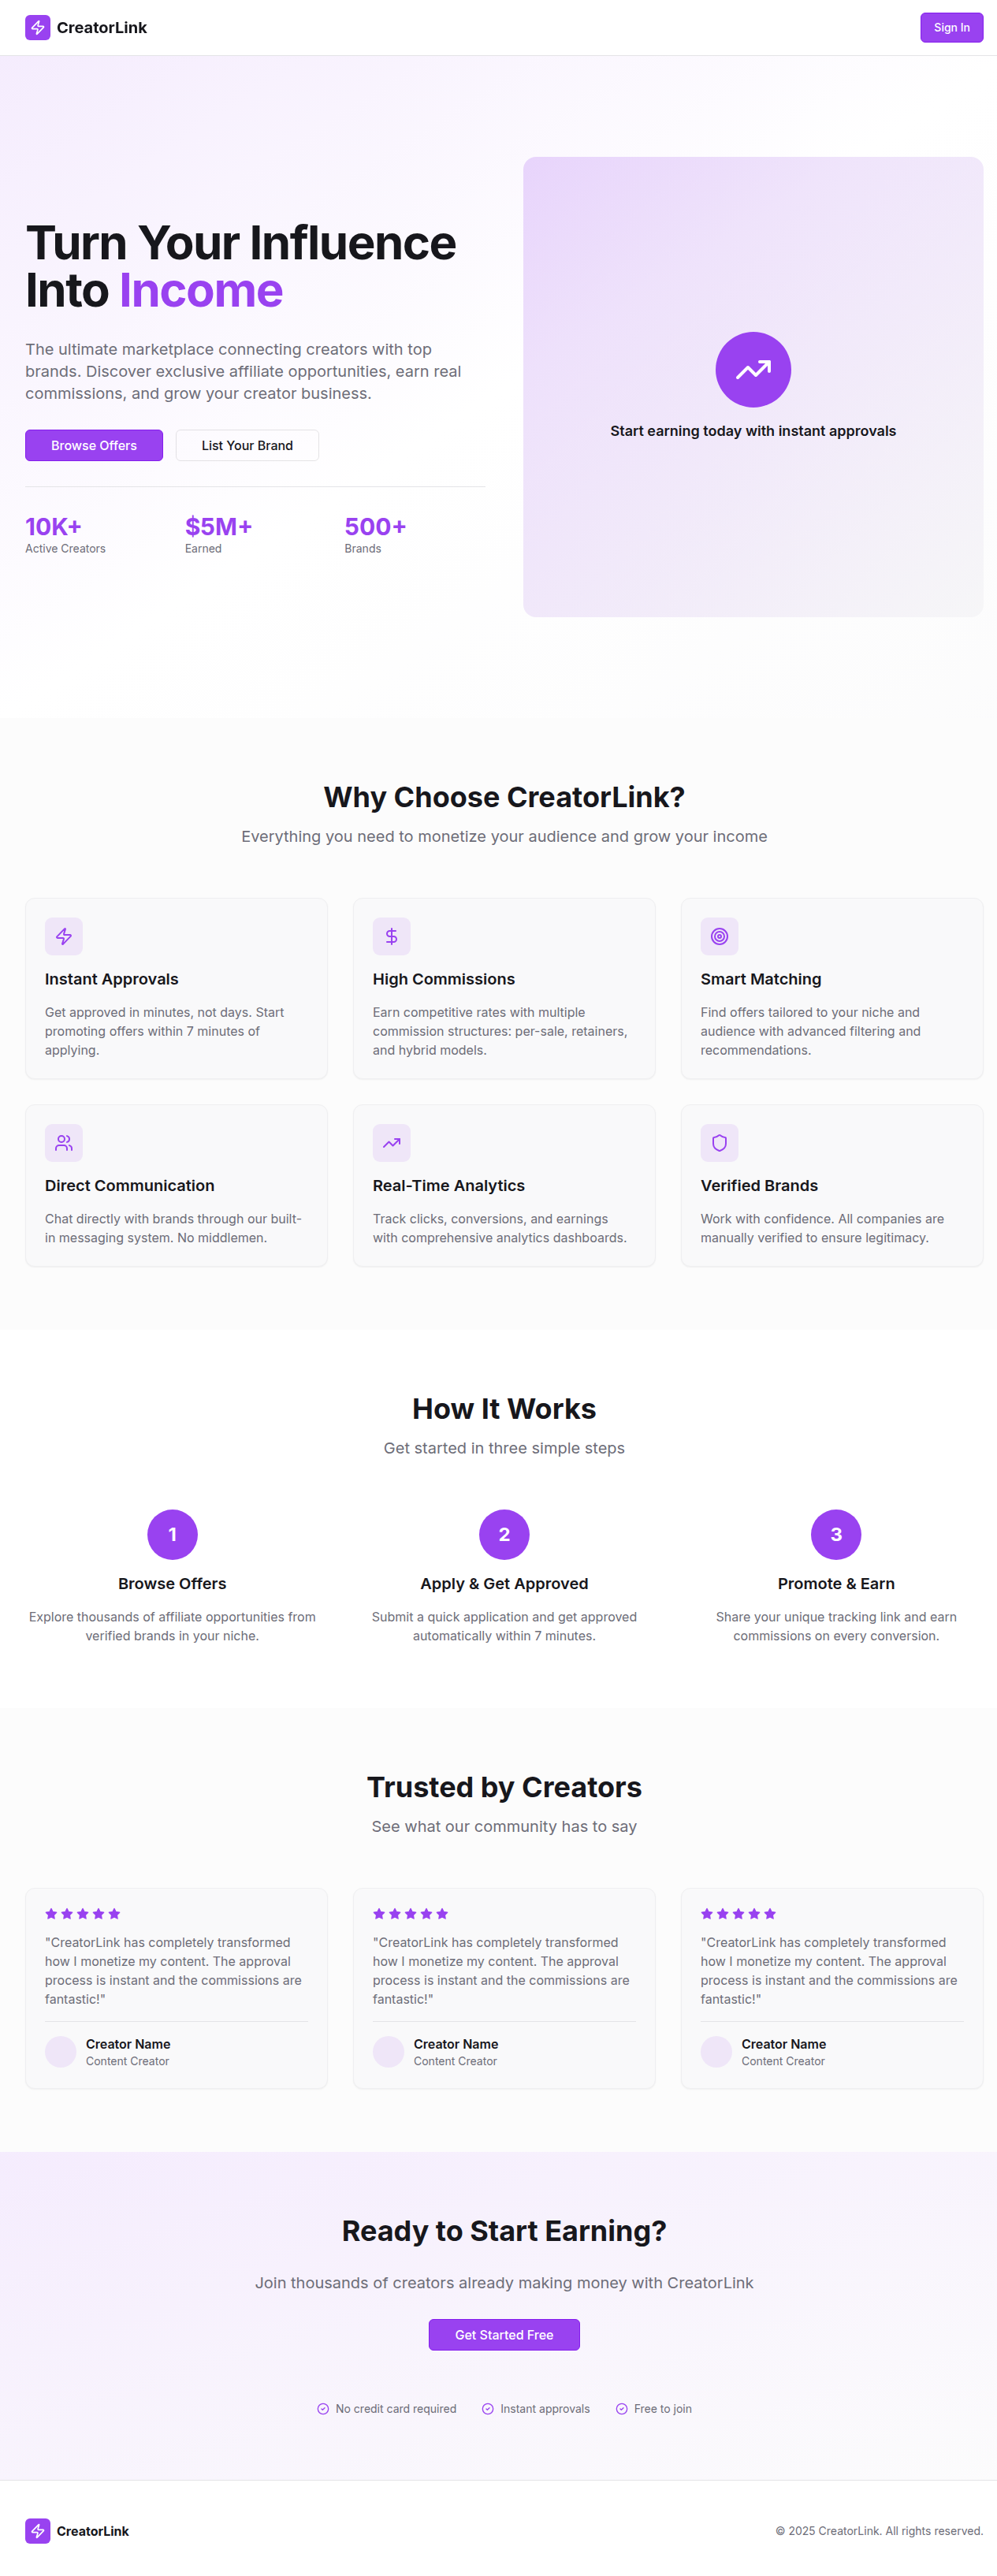 CreatorLink
Sign In
Turn Your Influence
Into Income
The ultimate marketplace connecting creators with top
brands. Discover exclusive affiliate opportunities, earn real
commissions, and grow your creator business.
Browse Offers
List Your Brand
10K+
Active Creators
$5M+
Earned
500+
Brands
Start earning today with instant approvals
Why Choose CreatorLink?
Everything you need to monetize your audience and grow your income
Instant Approvals
Get approved in minutes, not days. Start
promoting offers within 7 minutes of
applying.
High Commissions
Earn competitive rates with multiple
commission structures: per-sale, retainers,
and hybrid models.
Smart Matching
Find offers tailored to your niche and
audience with advanced filtering and
recommendations.
Direct Communication
Chat directly with brands through our built-
in messaging system. No middlemen.
Real-Time Analytics
Track clicks, conversions, and earnings
with comprehensive analytics dashboards.
Verified Brands
Work with confidence. All companies are
manually verified to ensure legitimacy.
How It Works
Get started in three simple steps
1
Browse Offers
Explore thousands of affiliate opportunities from
verified brands in your niche.
2
Apply & Get Approved
Submit a quick application and get approved
automatically within 7 minutes.
3
Promote & Earn
Share your unique tracking link and earn
commissions on every conversion.
Trusted by Creators
See what our community has to say
"CreatorLink has completely transformed
how I monetize my content. The approval
process is instant and the commissions are
fantastic!"
Creator Name
Content Creator
"CreatorLink has completely transformed
how I monetize my content. The approval
process is instant and the commissions are
fantastic!"
Creator Name
Content Creator
"CreatorLink has completely transformed
how I monetize my content. The approval
process is instant and the commissions are
fantastic!"
Creator Name
Content Creator
Ready to Start Earning?
Join thousands of creators already making money with CreatorLink
Get Started Free
No credit card required
Instant approvals
Free to join
CreatorLink
© 2025 CreatorLink. All rights reserved.